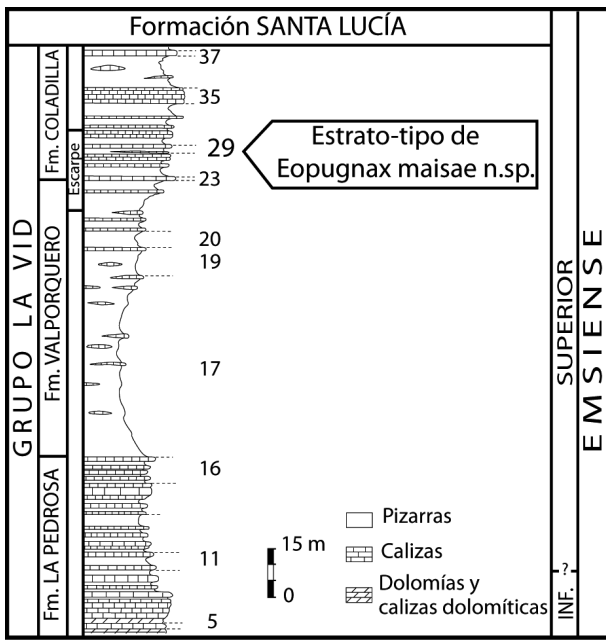 Formación SANTA LUCÍA
GRUPO LA VID
Fm. COLADILLA
Fm. VALPORQUERO
Fm. LA PEDROSA
Escarpe
37
35
29
23
20
19
17
16
11
5
Estrato-tipo de
Eopugnax maisae n.sp.
Pizarras
Calizas
Dolomías y
calizas dolomíticas
15 m
0
SUPERIOR
?
INF.
EMSIENSE